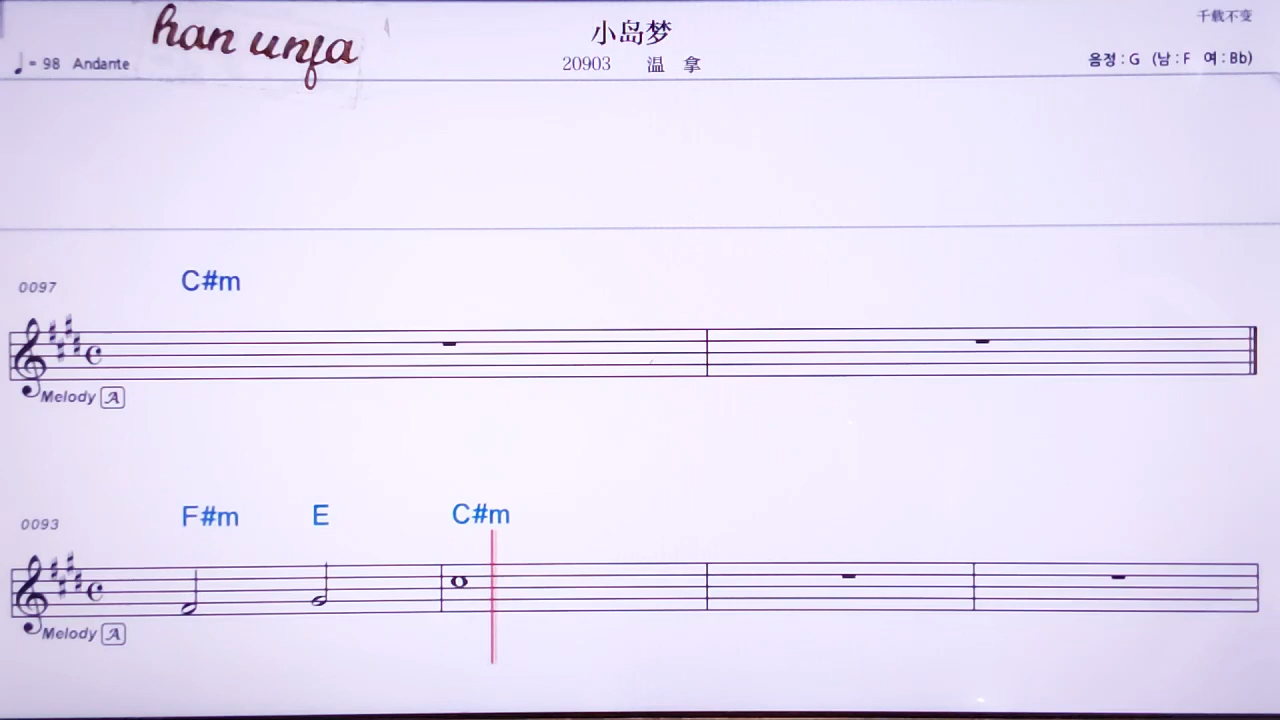 han unfa
小岛梦
千载不变
♩= 98 Andante
20903 温 拿
음정 : G (남 : F 여 : Bb)
0097
C#m
Melody A
0093
F#m E C#m
Melody A